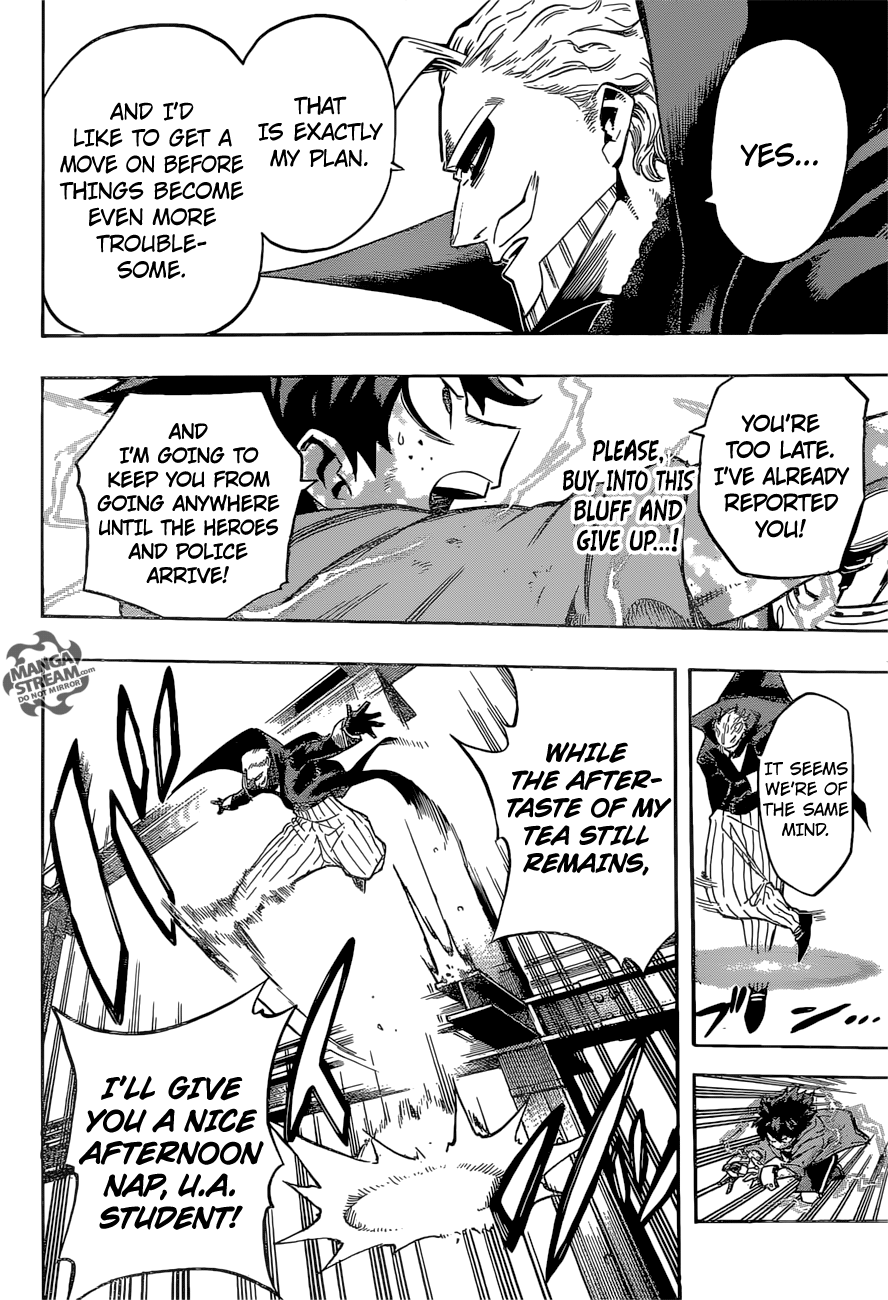 YES...
THAT
IS EXACTLY
MY PLAN.
AND I'D
LIKE TO GET A
MOVE ON BEFORE
THINGS BECOME
EVEN MORE
TROUBLE-
SOME.
YOU'RE
TOO LATE.
I'VE ALREADY
REPORTED
YOU!
PLEASE,
BUY INTO THIS
BLUFF AND
GIVE UP...!
AND
I'M GOING TO
KEEP YOU FROM
GOING ANYWHERE
UNTIL THE HEROES
AND POLICE
ARRIVE!
IT SEEMS
WE'RE OF
THE SAME
MIND.
ブン...
WHILE
THE AFTER-
TASTE OF MY
TEA STILL
REMAINS,
I'LL GIVE
YOU A NICE
AFTERNOON
NAP, U.A.
STUDENT!
MANGA
STREAM.com
DO NOT MIRROR